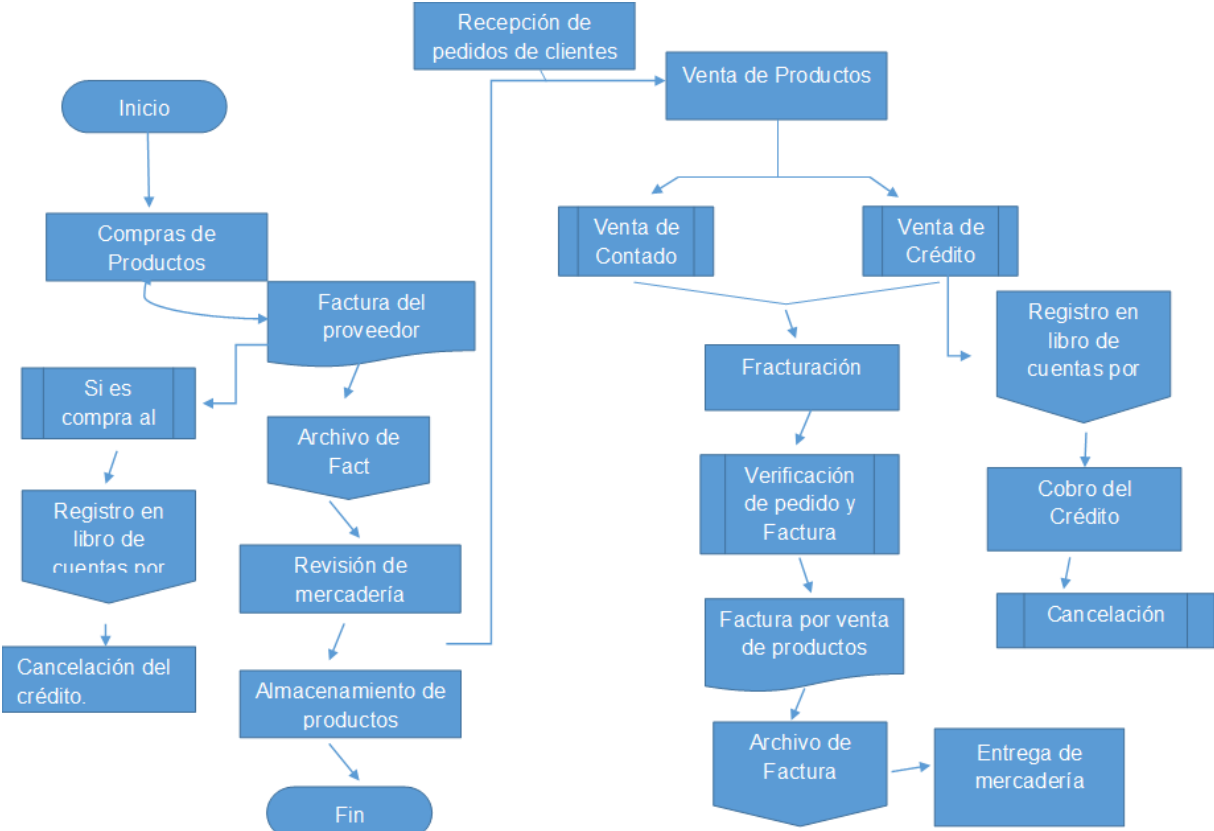 Recepción de
pedidos de clientes
Venta de Productos
Inicio
Compras de
Productos
Factura del
proveedor
Si es
compra al
Archivo de
Fact
Registro en
libro de
cuentas por
Revisión de
mercadería
Cancelación del
crédito.
Almacenamiento de
productos
Fin
Venta de
Contado
Venta de
Crédito
Fracturación
Registro en
libro de
cuentas por
Verificación
de pedido y
Factura
Cobro del
Crédito
Factura por venta
de productos
Cancelación
Archivo de
Factura
Entrega de
mercadería